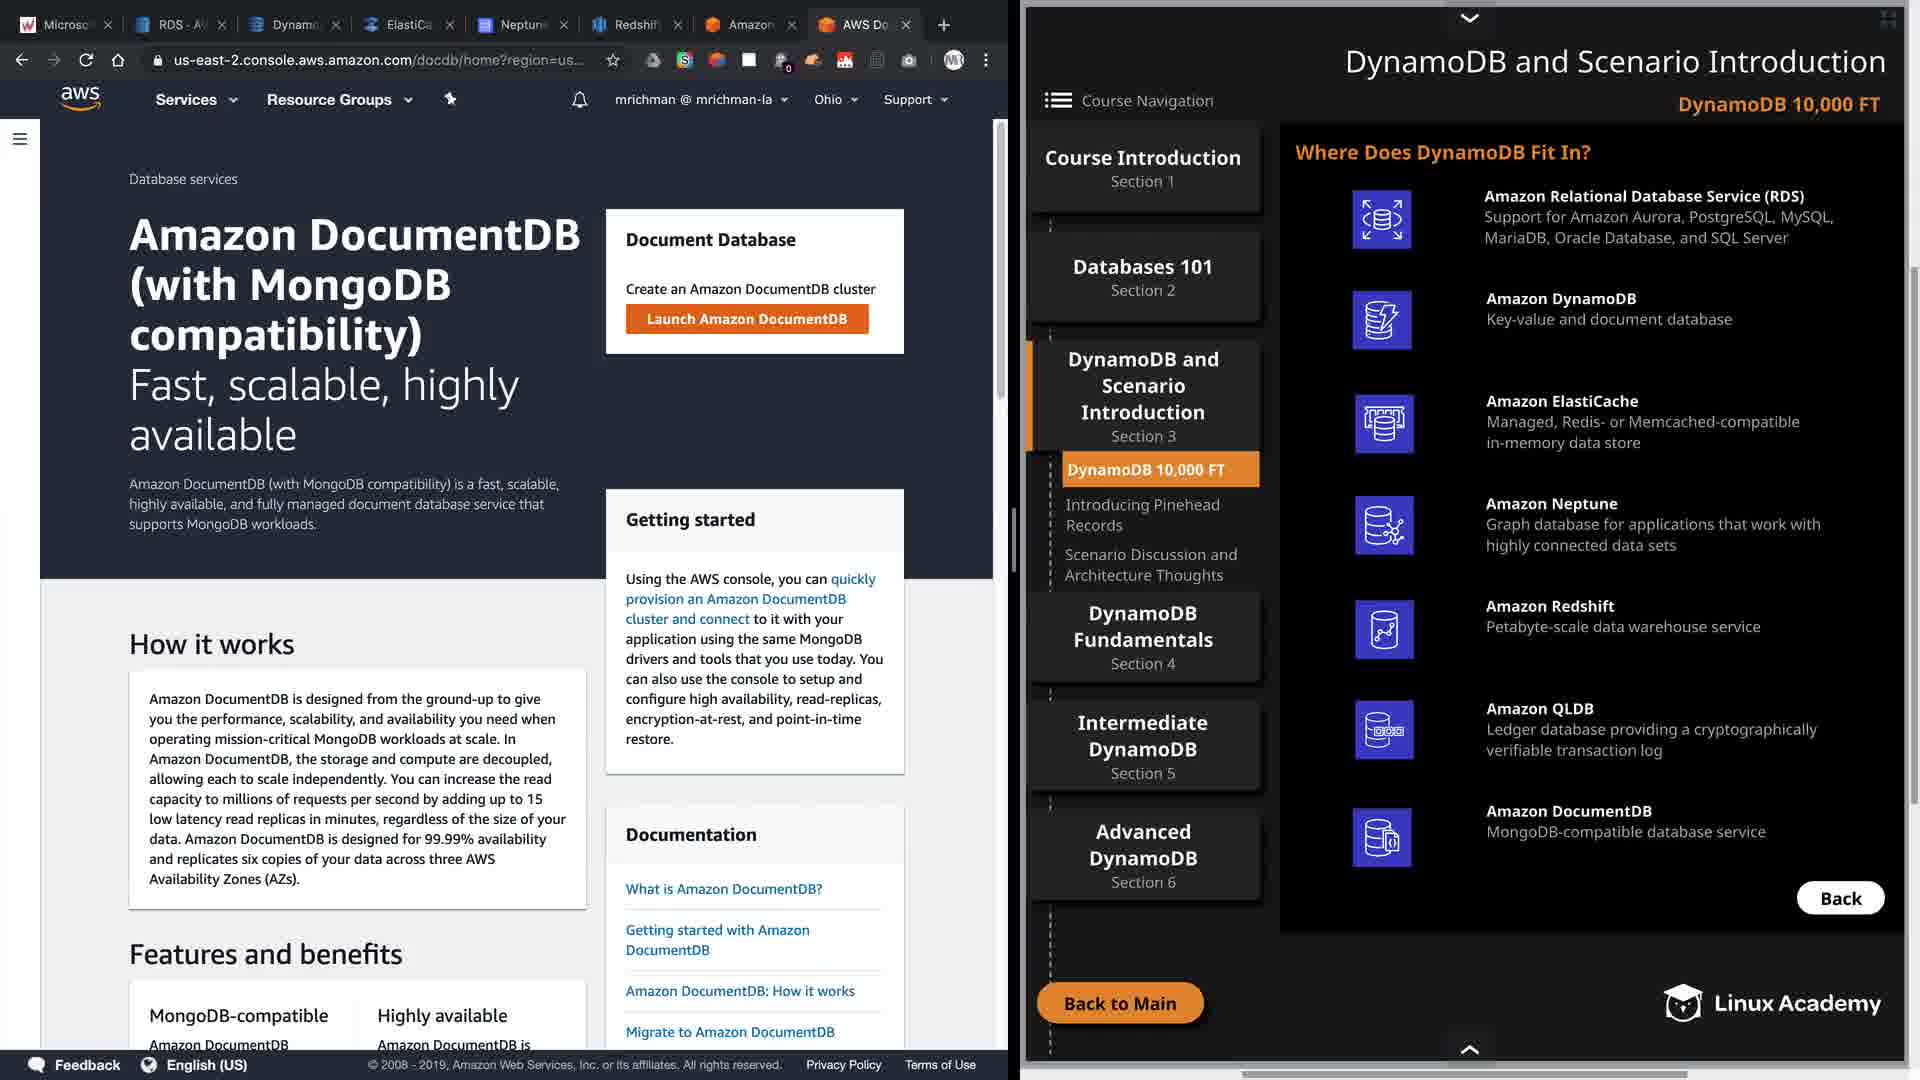 Microso
RDS - AV
Dynamo
ElastiCa
Neptune
Redshift
Amazon
AWS Do
us-east-2.console.aws.amazon.com/docdb/home?region=us...
0
aws
Services
Resource Groups
mrichman @ mrichman-la
Ohio
Support
Database services
Amazon DocumentDB
(with MongoDB
compatibility)
Fast, scalable, highly
available
Amazon DocumentDB (with MongoDB compatibility) is a fast, scalable,
highly available, and fully managed document database service that
supports MongoDB workloads.
Document Database
Create an Amazon DocumentDB cluster
Launch Amazon DocumentDB
Getting started
Using the AWS console, you can quickly
provision an Amazon DocumentDB
cluster and connect to it with your
application using the same MongoDB
drivers and tools that you use today. You
can also use the console to setup and
configure high availability, read-replicas,
encryption-at-rest, and point-in-time
restore.
How it works
Amazon DocumentDB is designed from the ground-up to give
you the performance, scalability, and availability you need when
operating mission-critical MongoDB workloads at scale. In
Amazon DocumentDB, the storage and compute are decoupled,
allowing each to scale independently. You can increase the read
capacity to millions of requests per second by adding up to 15
low latency read replicas in minutes, regardless of the size of your
data. Amazon DocumentDB is designed for 99.99% availability
and replicates six copies of your data across three AWS
Availability Zones (AZs).
Documentation
What is Amazon DocumentDB?
Getting started with Amazon
DocumentDB
Amazon DocumentDB: How it works
Migrate to Amazon DocumentDB
Features and benefits
MongoDB-compatible
Amazon DocumentDB
Highly available
Amazon DocumentDB is
Feedback
English (US)
© 2008 - 2019, Amazon Web Services, Inc. or its affiliates. All rights reserved.
Privacy Policy
Terms of Use
DynamoDB and Scenario Introduction
Course Navigation
DynamoDB 10,000 FT
Course Introduction
Section 1
Databases 101
Section 2
DynamoDB and
Scenario
Introduction
Section 3
DynamoDB 10,000 FT
Introducing Pinehead
Records
Scenario Discussion and
Architecture Thoughts
DynamoDB
Fundamentals
Section 4
Intermediate
DynamoDB
Section 5
Advanced
DynamoDB
Section 6
Back to Main
Where Does DynamoDB Fit In?
Amazon Relational Database Service (RDS)
Support for Amazon Aurora, PostgreSQL, MySQL,
MariaDB, Oracle Database, and SQL Server
Amazon DynamoDB
Key-value and document database
Amazon ElastiCache
Managed, Redis- or Memcached-compatible
in-memory data store
Amazon Neptune
Graph database for applications that work with
highly connected data sets
Amazon Redshift
Petabyte-scale data warehouse service
Amazon QLDB
Ledger database providing a cryptographically
verifiable transaction log
Amazon DocumentDB
MongoDB-compatible database service
Back
Linux Academy